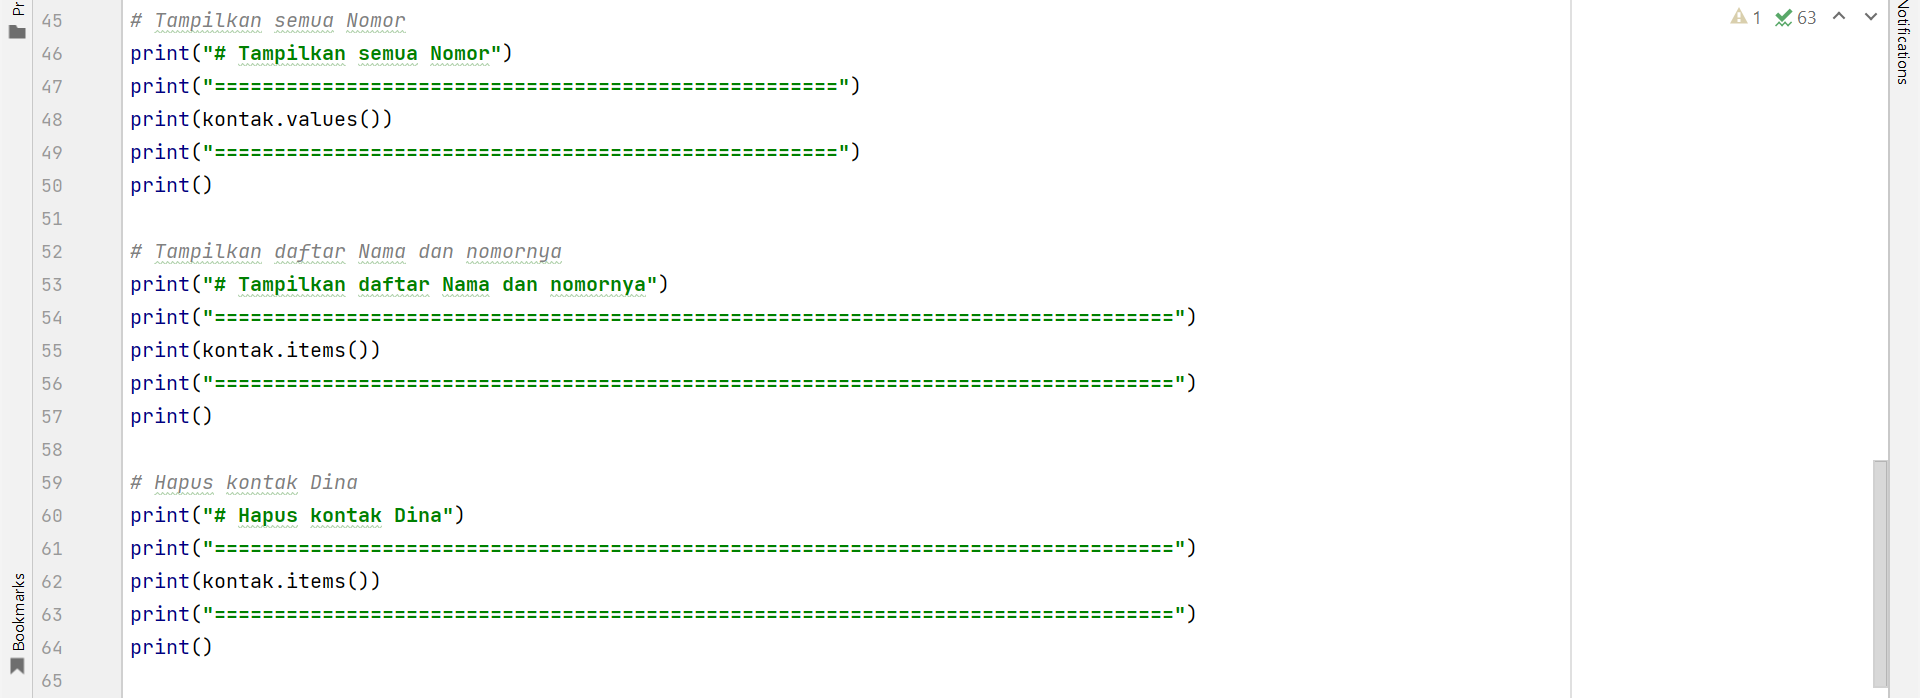 45 # Tampilkan semua Nomor
46 print("# Tampilkan semua Nomor")
47 print("====================================================")
48 print(kontak.values())
49 print("====================================================")
50 print()
51
52 # Tampilkan daftar Nama dan nomornya
53 print("# Tampilkan daftar Nama dan nomornya")
54 print("================================================================================")
55 print(kontak.items())
56 print("================================================================================")
57 print()
58
59 # Hapus kontak Dina
60 print("# Hapus kontak Dina")
61 print("================================================================================")
62 print(kontak.items())
63 print("================================================================================")
64 print()
65
1 63
Pr
Bookmarks
Notifications